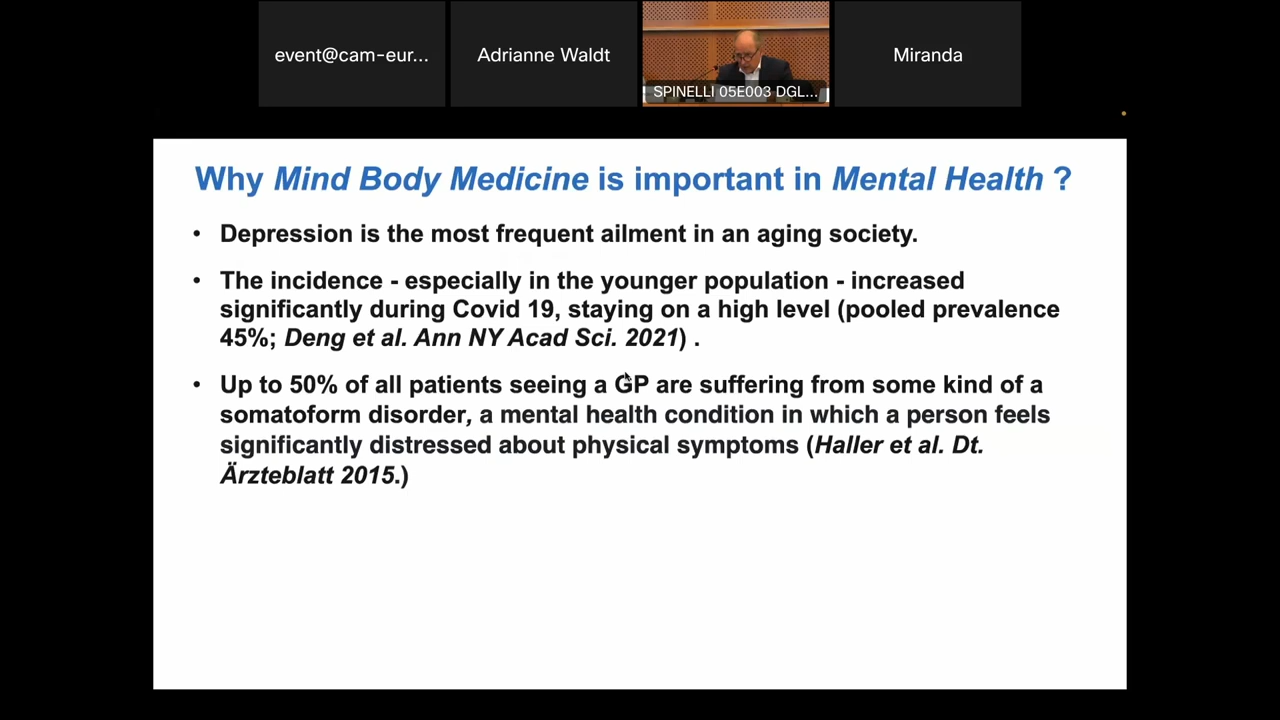 event@cam-eur...
Adrianne Waldt
SPINELLI 05E003 DGL...
Miranda
Why Mind Body Medicine is important in Mental Health ?
• Depression is the most frequent ailment in an aging society.
• The incidence - especially in the younger population - increased
significantly during Covid 19, staying on a high level (pooled prevalence
45%; Deng et al. Ann NY Acad Sci. 2021) .
• Up to 50% of all patients seeing a GP are suffering from some kind of a
somatoform disorder, a mental health condition in which a person feels
significantly distressed about physical symptoms (Haller et al. Dt.
Ärzteblatt 2015.)